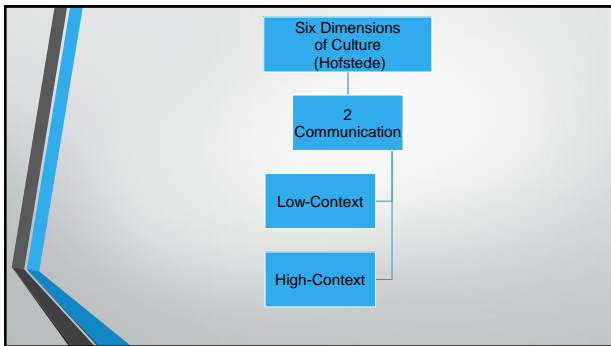 Six Dimensions
of Culture
(Hofstede)
2
Communication
Low-Context
High-Context